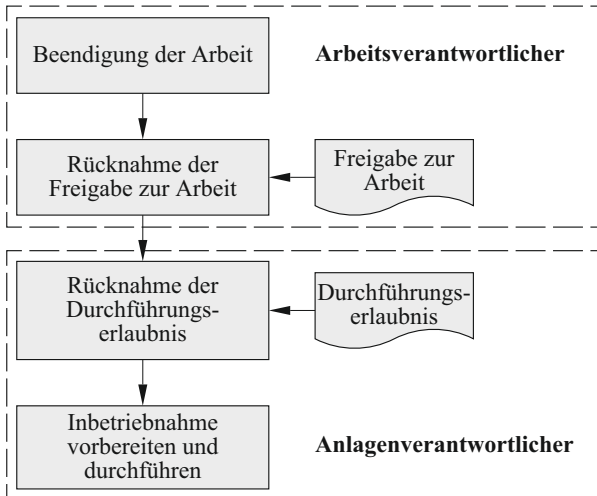 Beendigung der Arbeit
Arbeitsverantwortlicher
Rücknahme der
Freigabe zur Arbeit
Freigabe zur
Arbeit
Rücknahme der
Durchführungs-
erlaubnis
Durchführungs-
erlaubnis
Inbetriebnahme
vorbereiten und
durchführen
Anlagenverantwortlicher